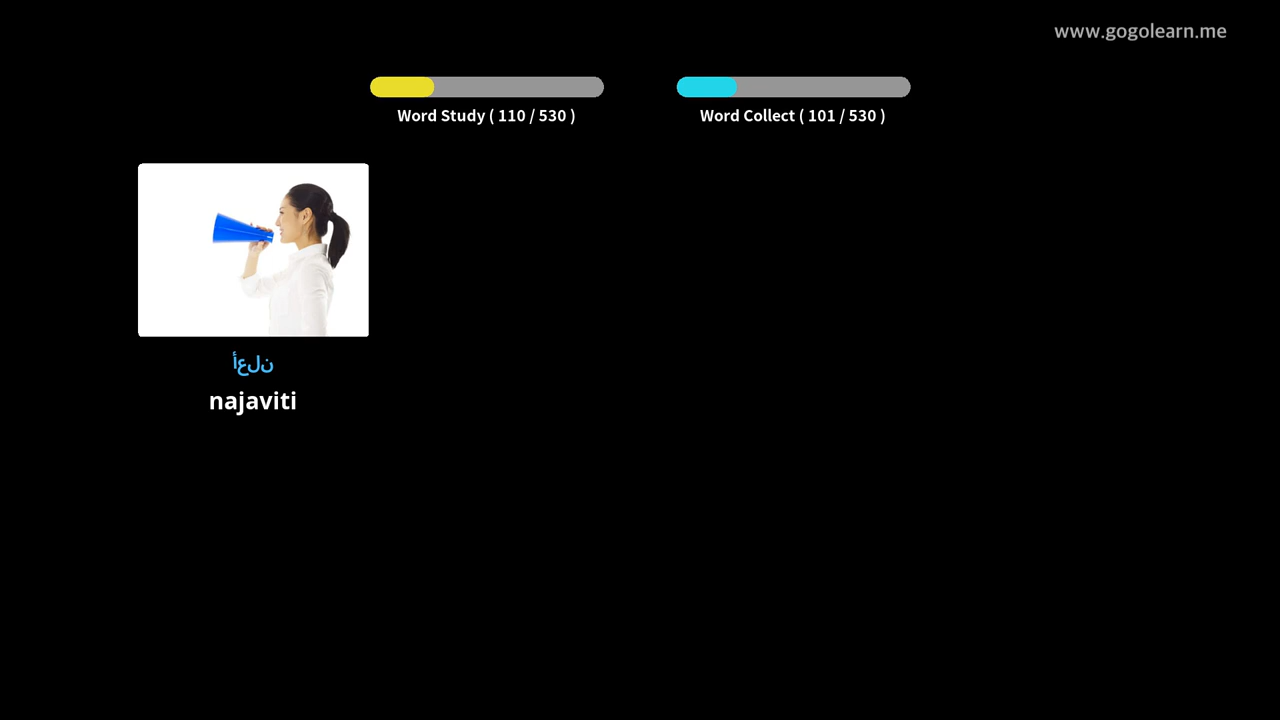 www.gogolearn.me
Word Study ( 110 / 530 )
Word Collect ( 101 / 530 )
أعلن
najaviti